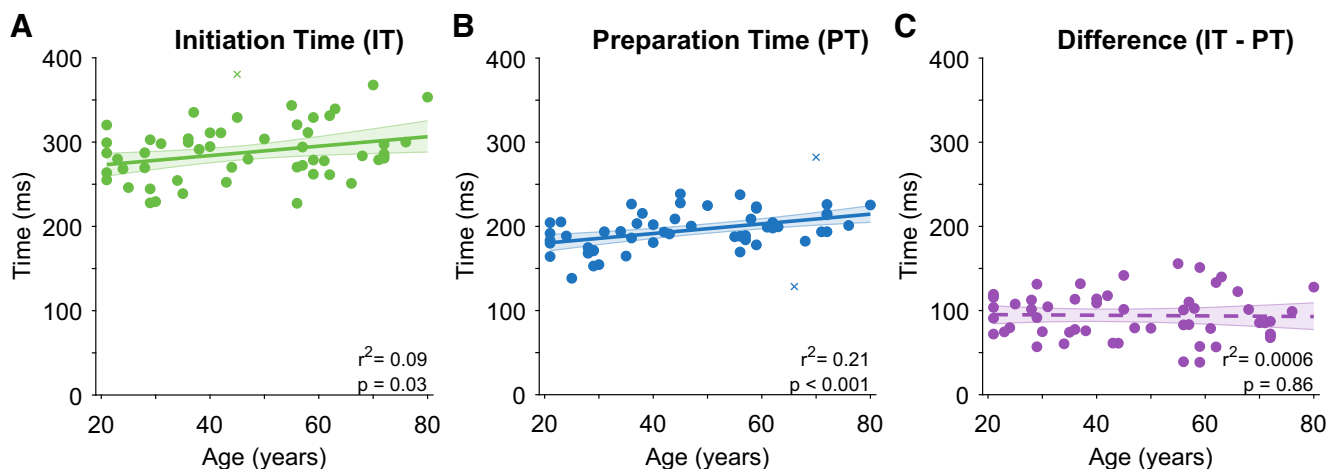 A
Initiation Time (IT)
400
300
200
100
0
Time (ms)
r2= 0.09
p = 0.03
20 40 60 80
Age (years)
B
Preparation Time (PT)
400
300
200
100
0
Time (ms)
r2= 0.21
p < 0.001
20 40 60 80
Age (years)
C
Difference (IT - PT)
400
300
200
100
0
Time (ms)
r2= 0.0006
p = 0.86
20 40 60 80
Age (years)